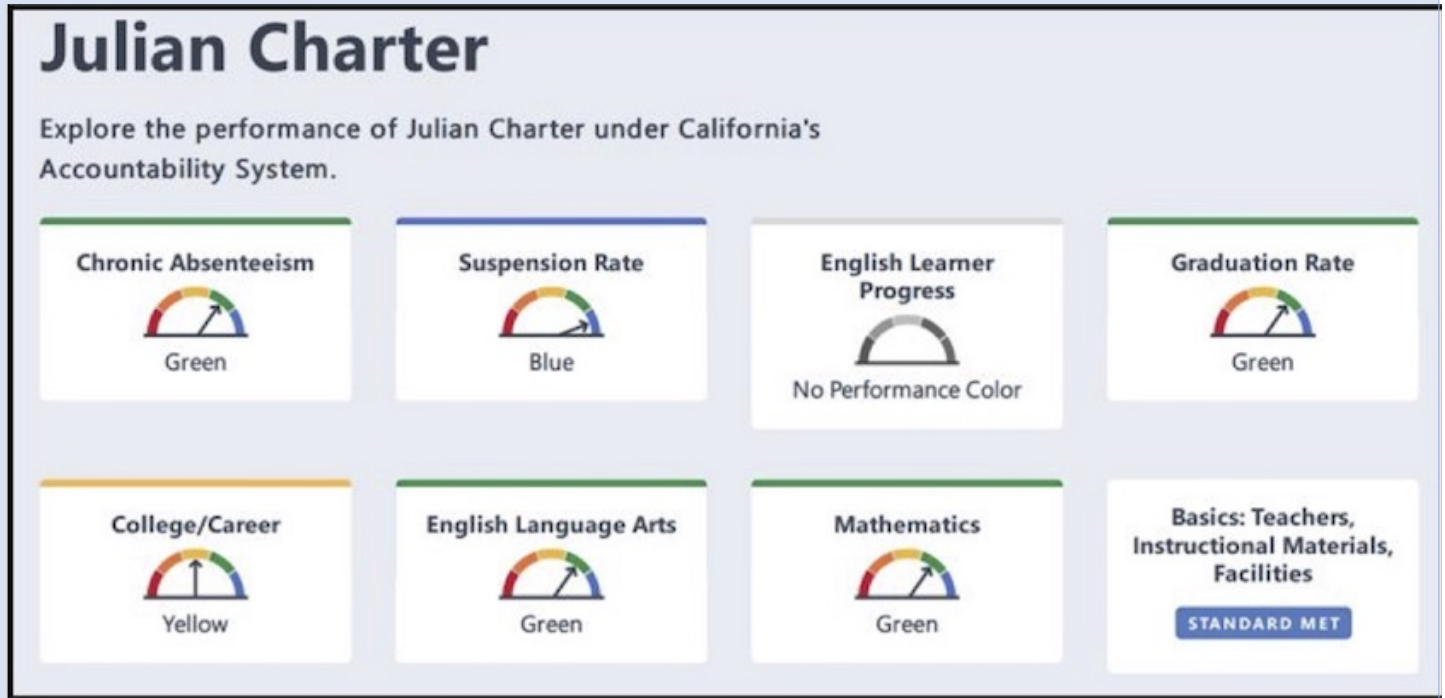 Julian Charter
Explore the performance of Julian Charter under California's
Accountability System.
Chronic Absenteeism
Green
Suspension Rate
Blue
English Learner
Progress
No Performance Color
Graduation Rate
Green
College/Career
Yellow
English Language Arts
Green
Mathematics
Green
Basics: Teachers,
Instructional Materials,
Facilities
STANDARD MET